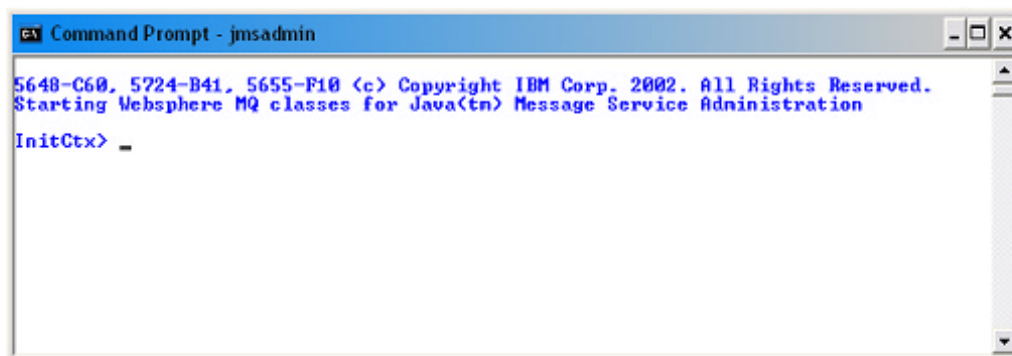 Command Prompt - jmsadmin
5648-C60, 5724-B41, 5655-F10 (c) Copyright IBM Corp. 2002. All Rights Reserved.
Starting Websphere MQ classes for Java(tm) Message Service Administration
InitCtx> _